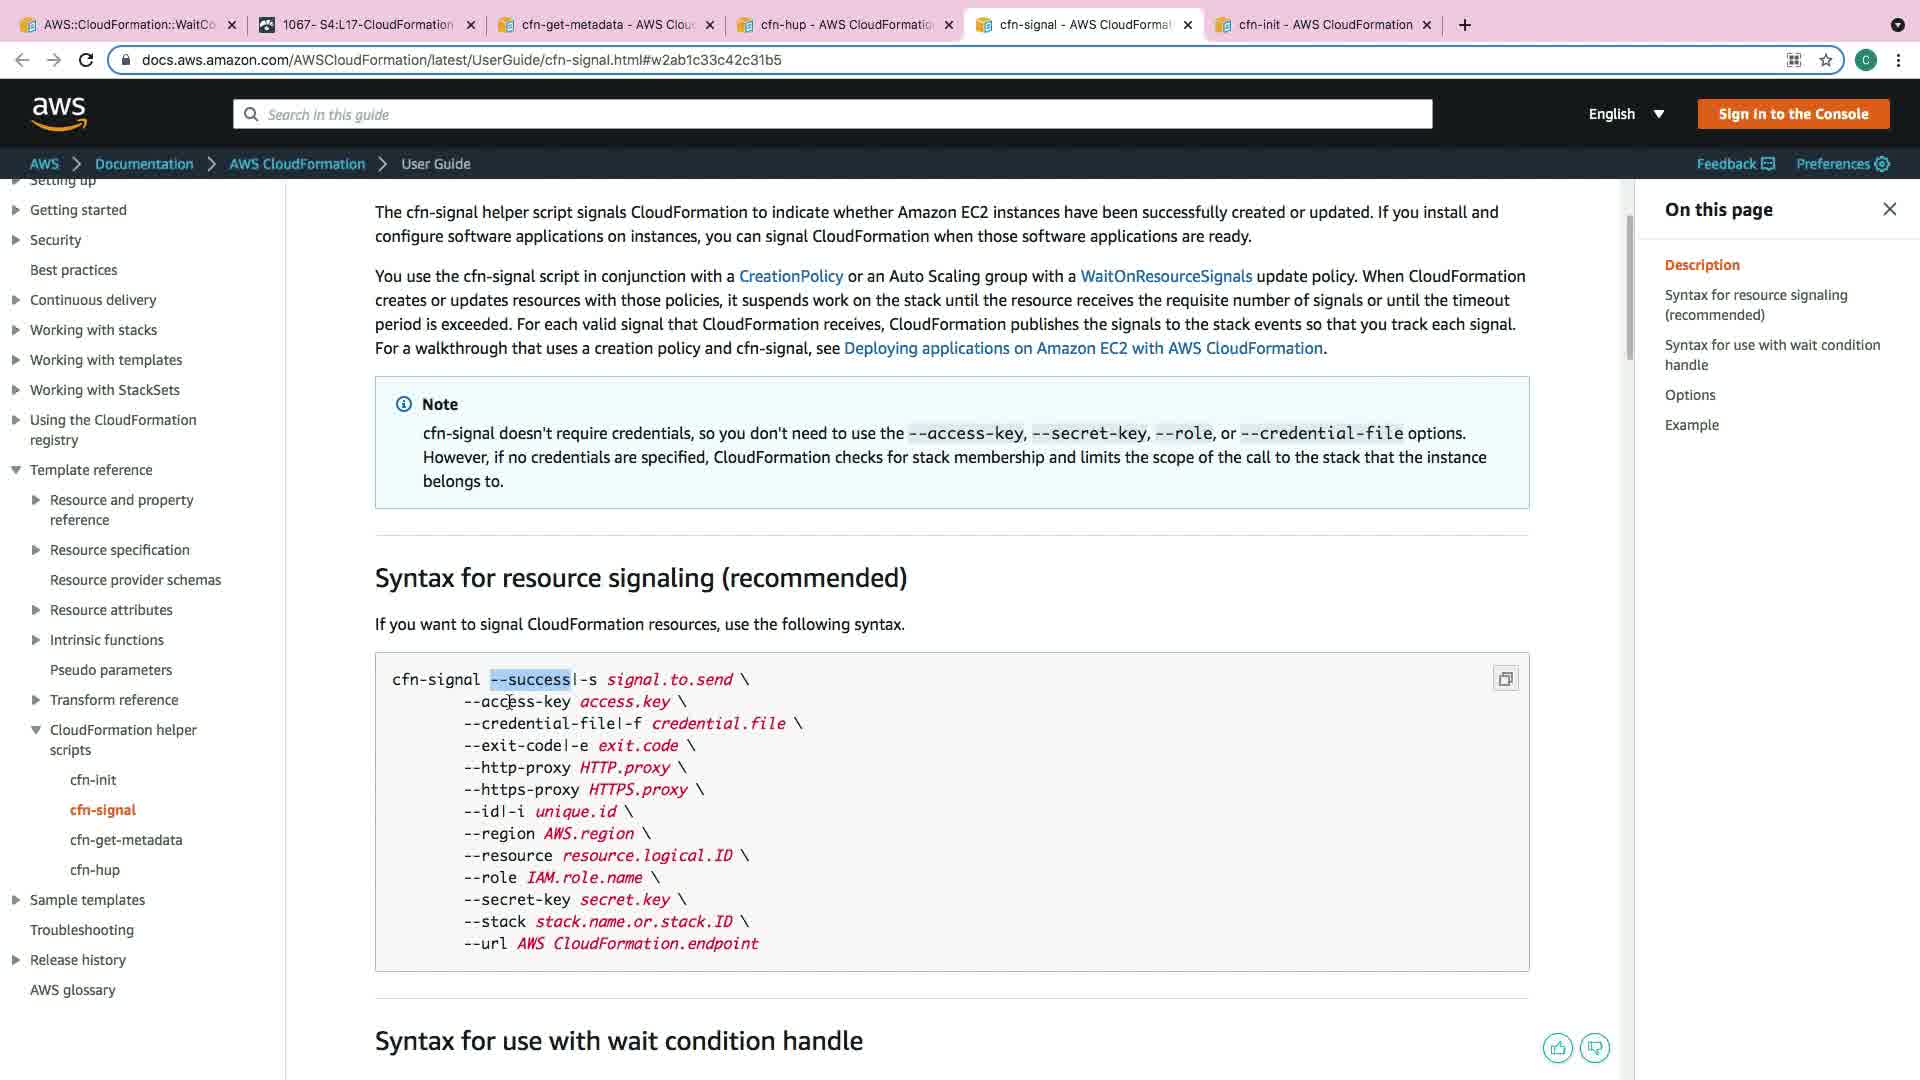 AWS::CloudFormation::WaitCo
1067- S4:L17-CloudFormation
cfn-get-metadata - AWS Clou
cfn-hup - AWS CloudFormatio
cfn-signal - AWS CloudFormat
cfn-init - AWS CloudFormation
docs.aws.amazon.com/AWSCloudFormation/latest/UserGuide/cfn-signal.html#w2ab1c33c42c31b5
C
aws
Search in this guide
English
Sign In to the Console
AWS
Documentation
AWS CloudFormation
User Guide
Feedback
Preferences
Setting up
Getting started
Security
Best practices
Continuous delivery
Working with stacks
Working with templates
Working with StackSets
Using the CloudFormation
registry
Template reference
Resource and property
reference
Resource specification
Resource provider schemas
Resource attributes
Intrinsic functions
Pseudo parameters
Transform reference
CloudFormation helper
scripts
cfn-init
cfn-signal
cfn-get-metadata
cfn-hup
Sample templates
Troubleshooting
Release history
AWS glossary
The cfn-signal helper script signals CloudFormation to indicate whether Amazon EC2 instances have been successfully created or updated. If you install and
configure software applications on instances, you can signal CloudFormation when those software applications are ready.
You use the cfn-signal script in conjunction with a CreationPolicy or an Auto Scaling group with a WaitOnResourceSignals update policy. When CloudFormation
creates or updates resources with those policies, it suspends work on the stack until the resource receives the requisite number of signals or until the timeout
period is exceeded. For each valid signal that CloudFormation receives, CloudFormation publishes the signals to the stack events so that you track each signal.
For a walkthrough that uses a creation policy and cfn-signal, see Deploying applications on Amazon EC2 with AWS CloudFormation.
Note
cfn-signal doesn't require credentials, so you don't need to use the --access-key, --secret-key, --role, or --credential-file options.
However, if no credentials are specified, CloudFormation checks for stack membership and limits the scope of the call to the stack that the instance
belongs to.
Syntax for resource signaling (recommended)
If you want to signal CloudFormation resources, use the following syntax.
cfn-signal --success|-s signal.to.send \
--access-key access.key \
--credential-file|-f credential.file \
--exit-code|-e exit.code \
--http-proxy HTTP.proxy \
--https-proxy HTTPS.proxy \
--id|-i unique.id \
--region AWS.region \
--resource resource.logical.ID \
--role IAM.role.name \
--secret-key secret.key \
--stack stack.name.or.stack.ID \
--url AWS CloudFormation.endpoint
Syntax for use with wait condition handle
On this page
Description
Syntax for resource signaling
(recommended)
Syntax for use with wait condition
handle
Options
Example